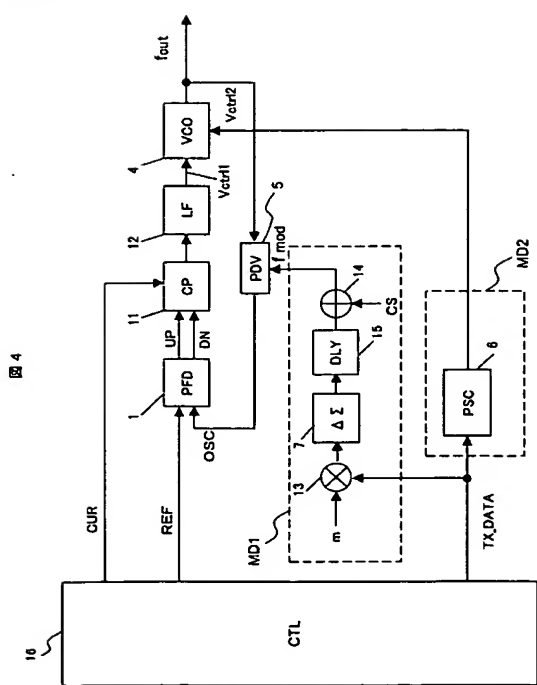 図 4
16
CTL
CUR
REF
TX_DATA
1
PFD
OSC
UP
DN
11
CP
12
LF
Vctrl1
4
VCO
fout
Vctrl2
PDV
5
f mod
MD1
m
13
7
ΔΣ
DLY
15
14
CS
PSC
6
MD2